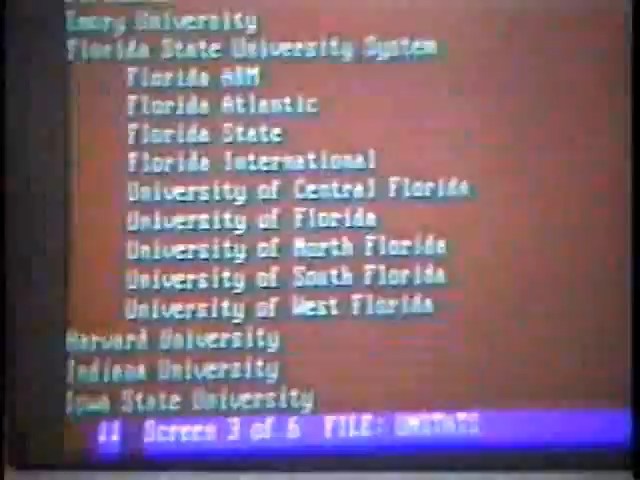 Emory University
Florida State University System
Florida A&M
Florida Atlantic
Florida State
Florida International
University of Central Florida
University of Florida
University of North Florida
University of South Florida
University of West Florida
Harvard University
Indiana University
Iowa State University
11 Screen 3 of 6 FILE: